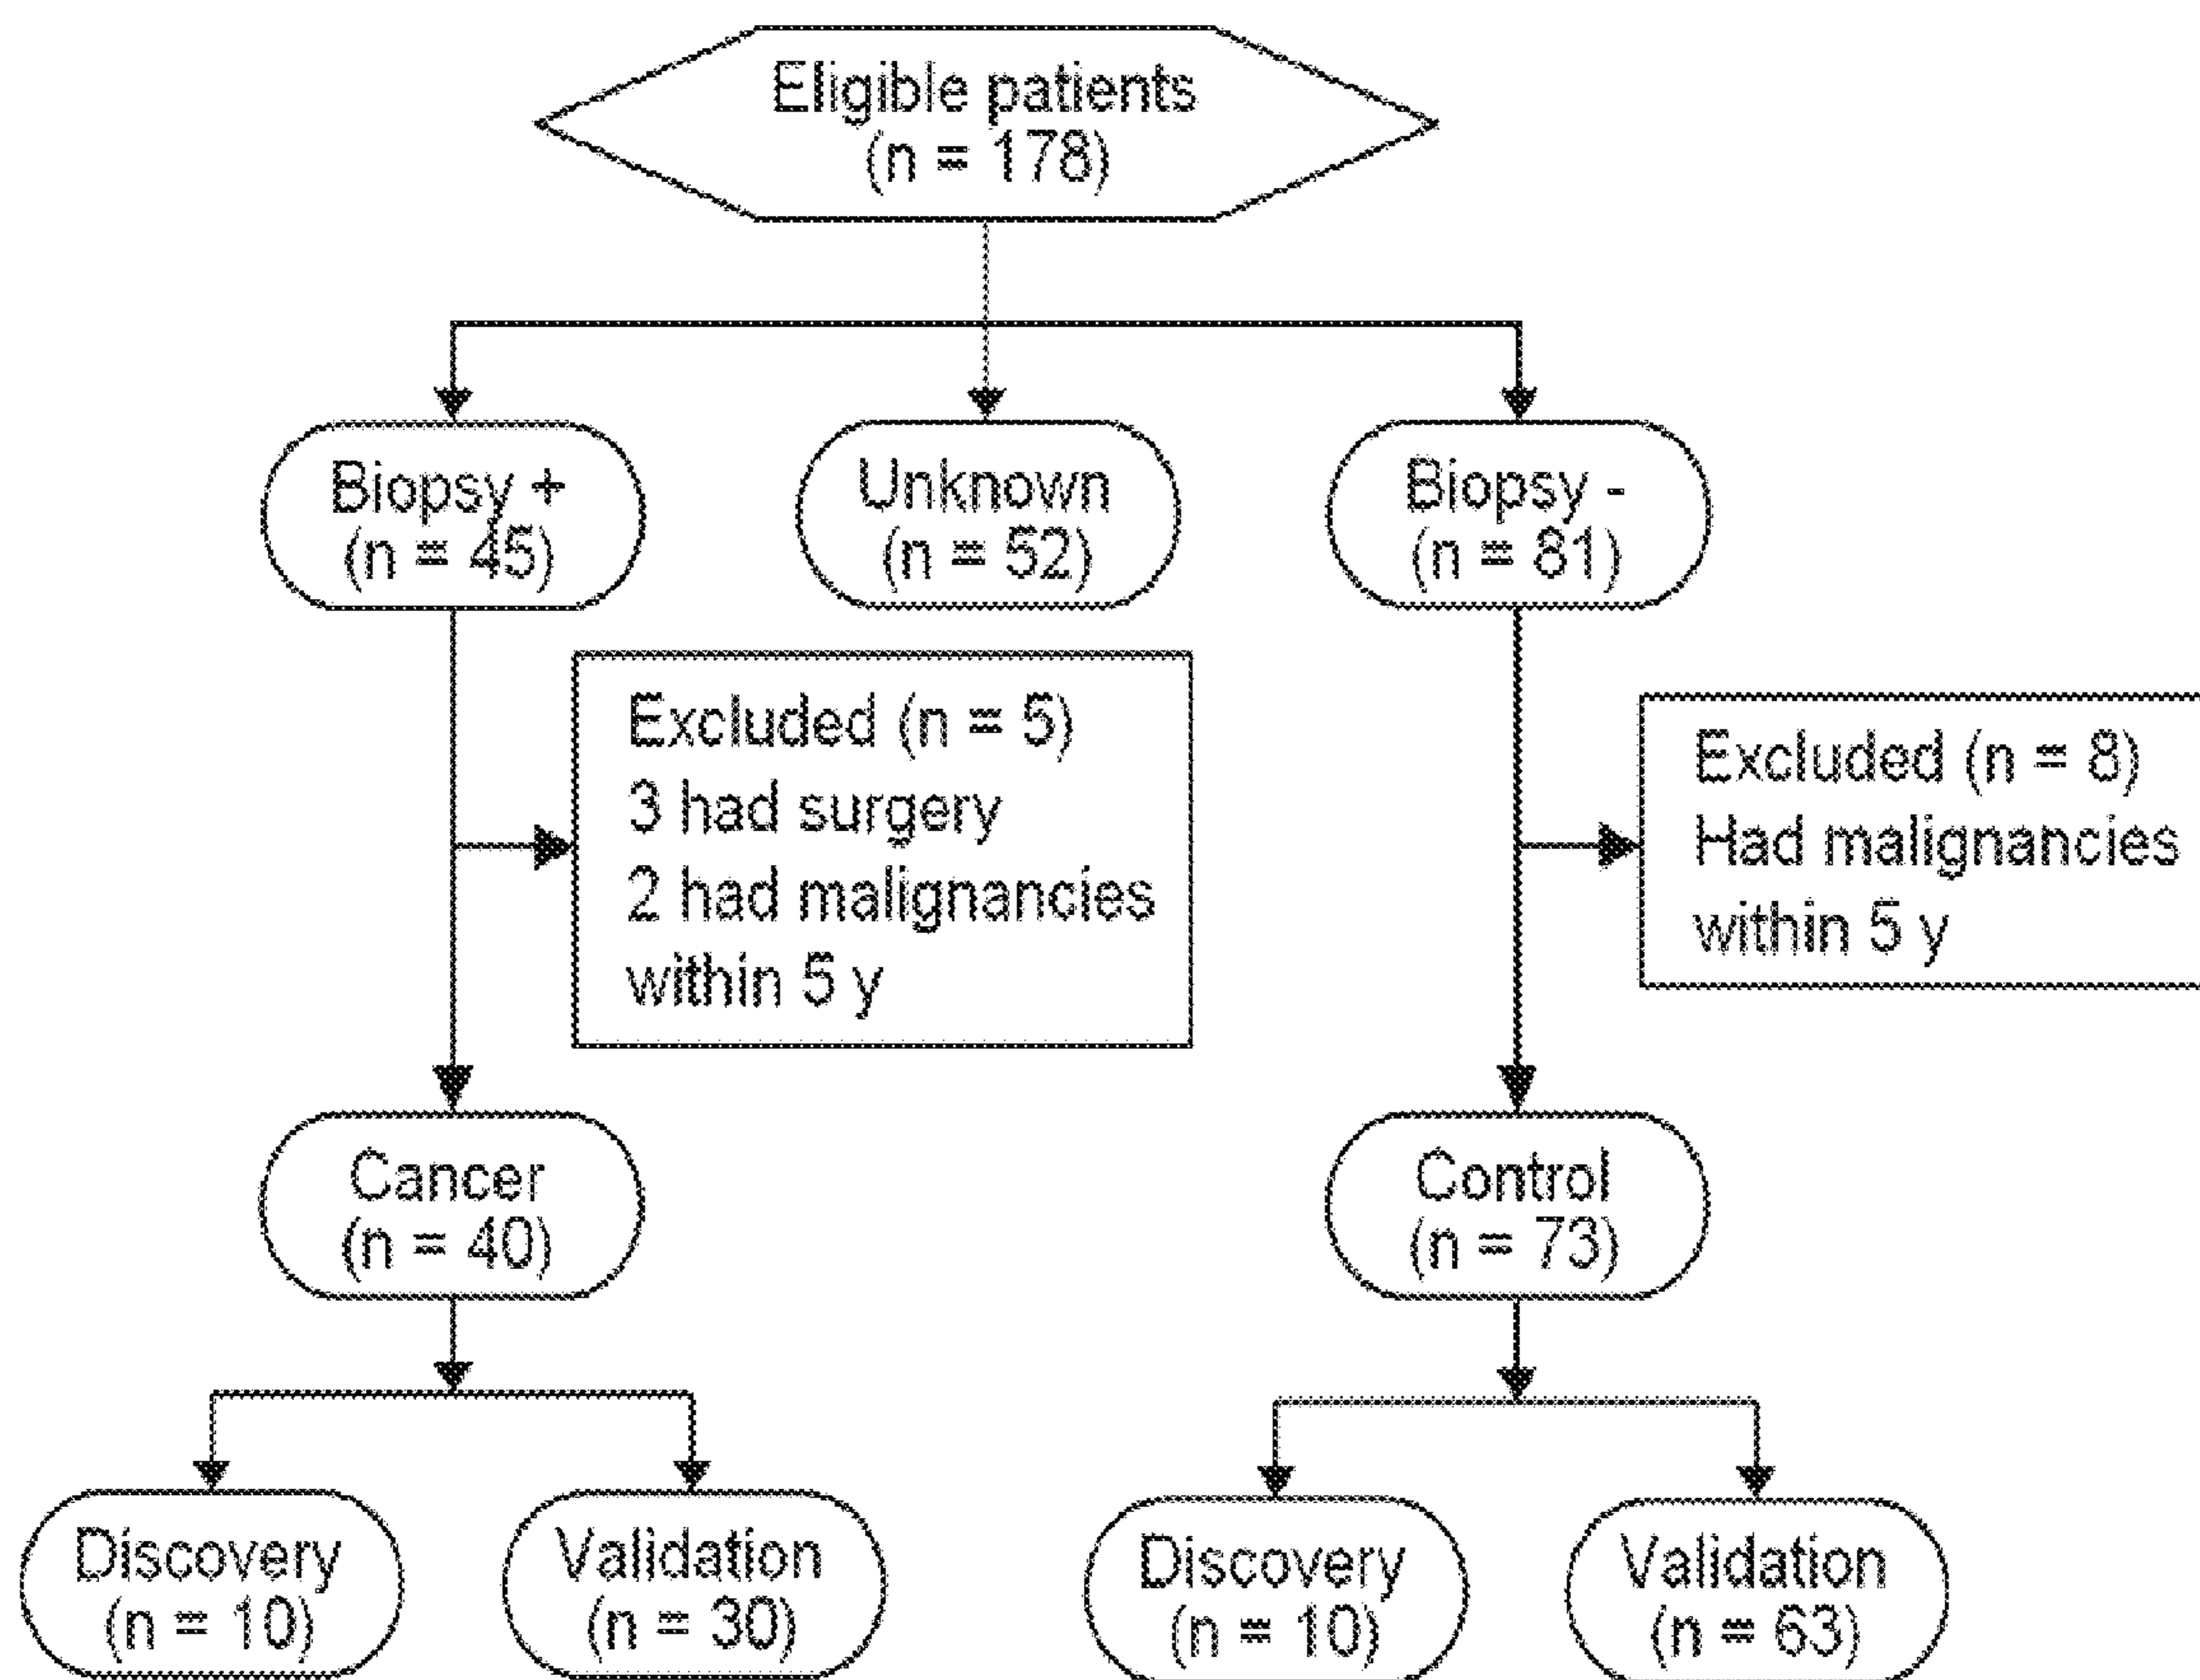 Eligible patients
(n = 178)
Biopsy +
(n = 45)
Unknown
(n = 52)
Biopsy -
(n = 81)
Excluded (n = 5)
3 had surgery
2 had malignancies
within 5 y
Excluded (n = 8)
Had malignancies
within 5 y
Cancer
(n = 40)
Control
(n = 73)
Discovery
(n = 10)
Validation
(n = 30)
Discovery
(n = 10)
Validation
(n = 63)